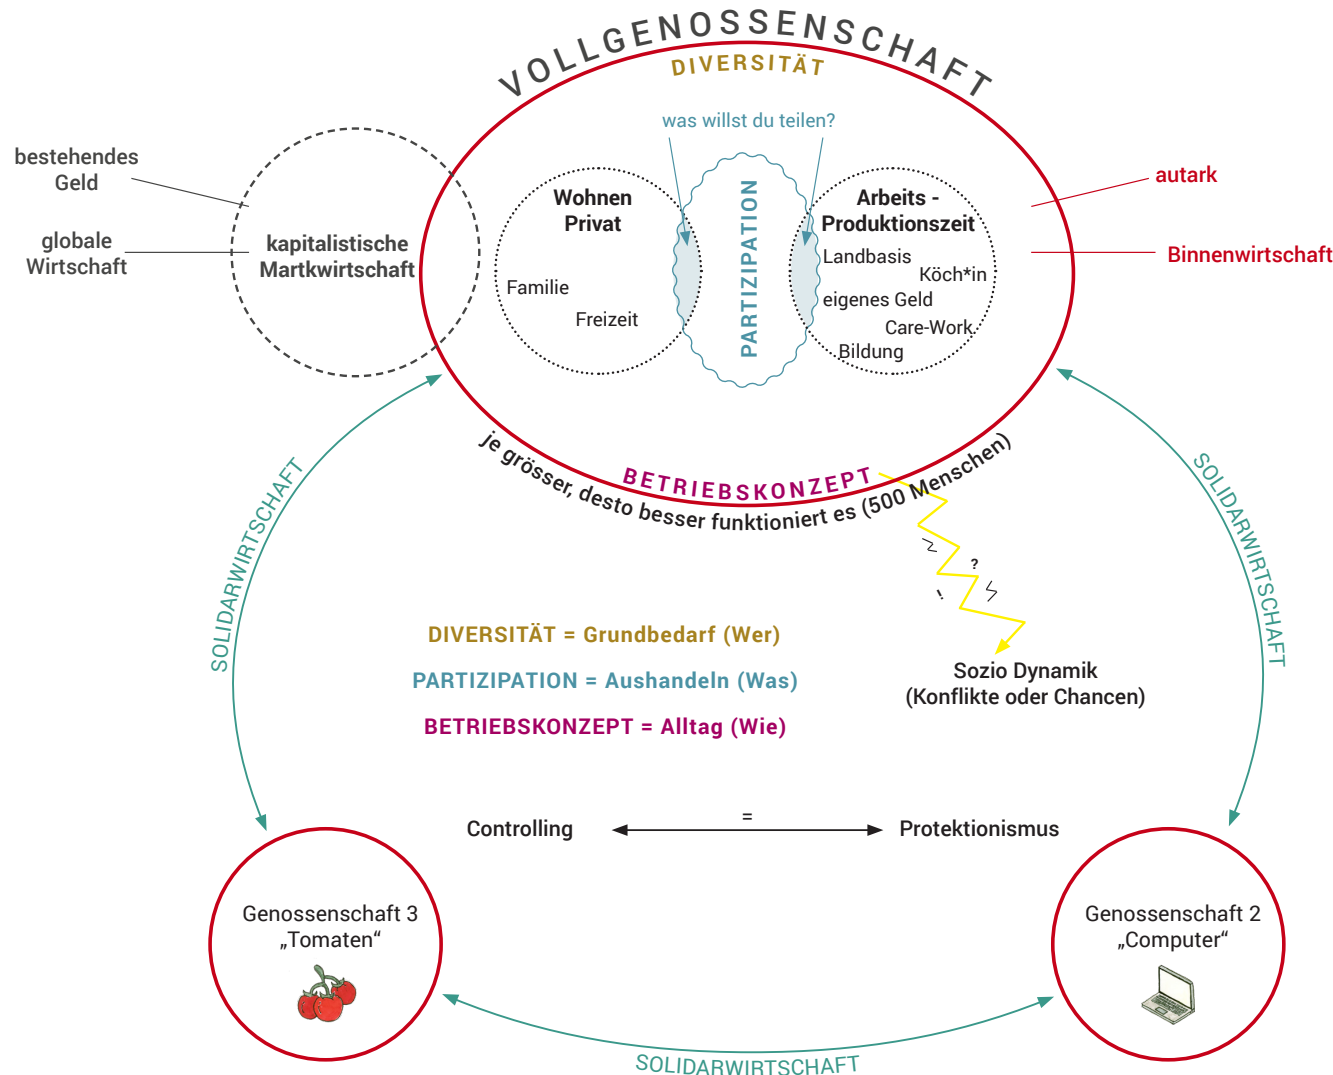 VOLLGENOSSENSCHAFT
DIVERSITÄT
was willst du teilen?
bestehendes
Geld
globale
Wirtschaft
kapitalistische
Martkwirtschaft
Wohnen
Privat
Familie
Freizeit
PARTIZIPATION
Arbeits -
Produktionszeit
Landbasis
Köch*in
eigenes Geld
Care-Work
Bildung
autark
Binnenwirtschaft
BETRIEBSKONZEPT
je grösser, desto besser funktioniert es (500 Menschen)
SOLIDARWIRTSCHAFT
SOLIDARWIRTSCHAFT
?
!
DIVERSITÄT = Grundbedarf (Wer)
PARTIZIPATION = Aushandeln (Was)
BETRIEBSKONZEPT = Alltag (Wie)
Sozio Dynamik
(Konflikte oder Chancen)
Controlling
=
Protektionismus
Genossenschaft 3
„Tomaten“
Genossenschaft 2
„Computer“
SOLIDARWIRTSCHAFT